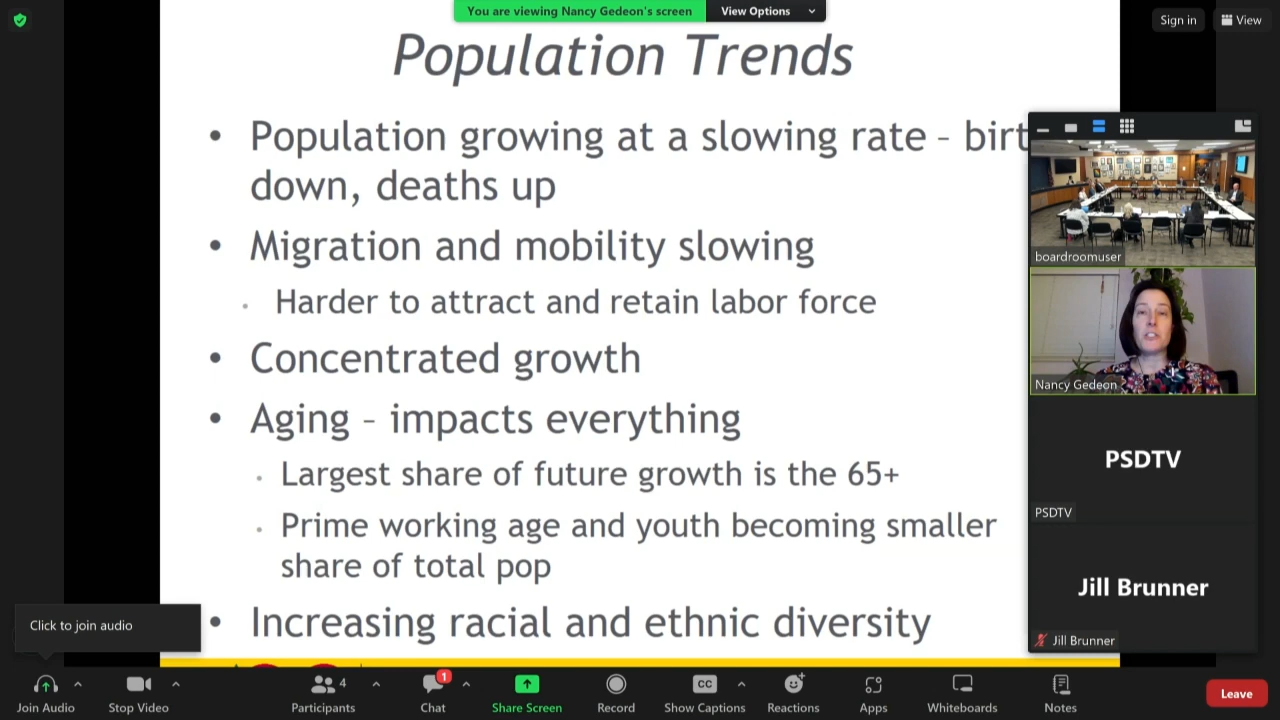 You are viewing Nancy Gedeon's screen
View Options
Sign in
View
Population Trends
• Population growing at a slowing rate – birt
down, deaths up
• Migration and mobility slowing
• Harder to attract and retain labor force
• Concentrated growth
• Aging – impacts everything
• Largest share of future growth is the 65+
• Prime working age and youth becoming smaller
share of total pop
• Increasing racial and ethnic diversity
boardroomuser
Nancy Gedeon
PSDTV
PSDTV
Jill Brunner
Jill Brunner
Click to join audio
Join Audio
Stop Video
4
Participants
1
Chat
Share Screen
Record
CC
Show Captions
Reactions
Apps
Whiteboards
Notes
Leave